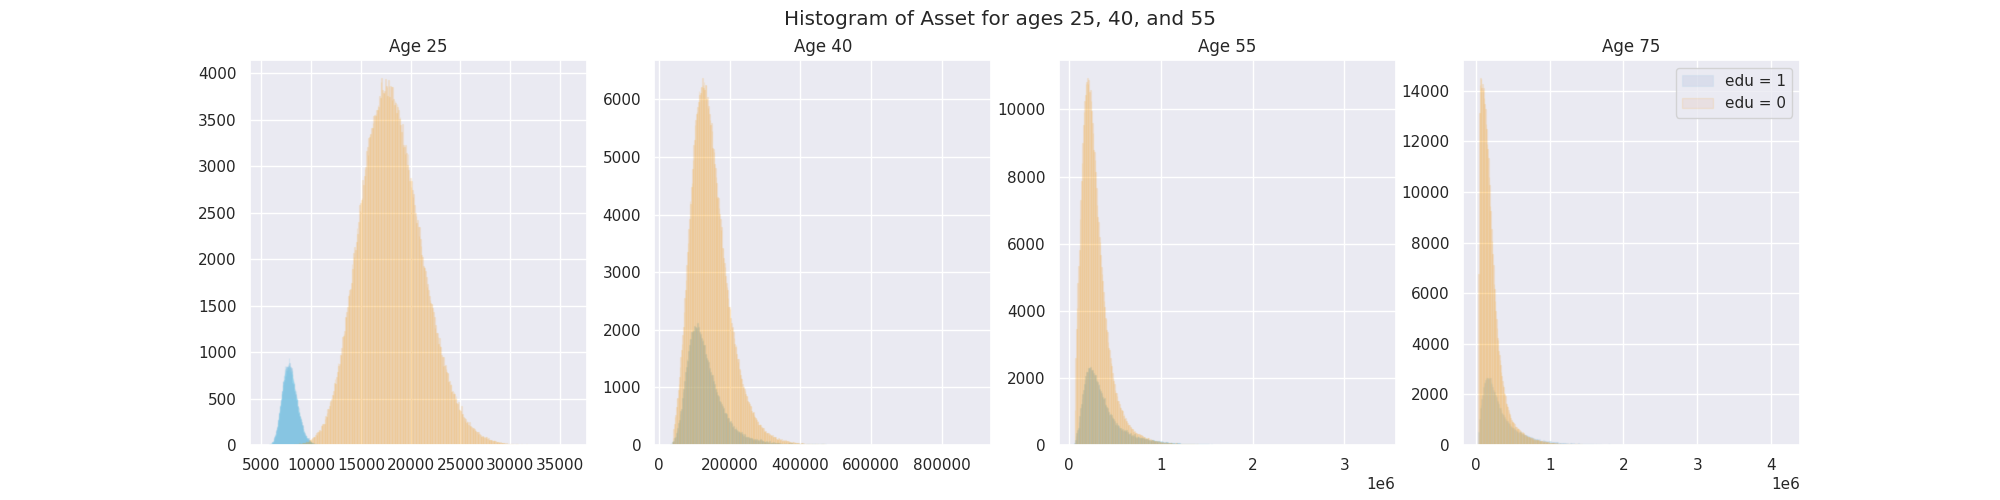 Histogram of Asset for ages 25, 40, and 55
Age 25
4000
3500
3000
2500
2000
1500
1000
500
0
5000 10000 15000 20000 25000 30000 35000
Age 40
6000
5000
4000
3000
2000
1000
0
0 200000 400000 600000 800000
Age 55
10000
8000
6000
4000
2000
0
0 1 2 3
1e6
Age 75
14000
12000
10000
8000
6000
4000
2000
0
0 1 2 3 4
1e6
edu = 1
edu = 0